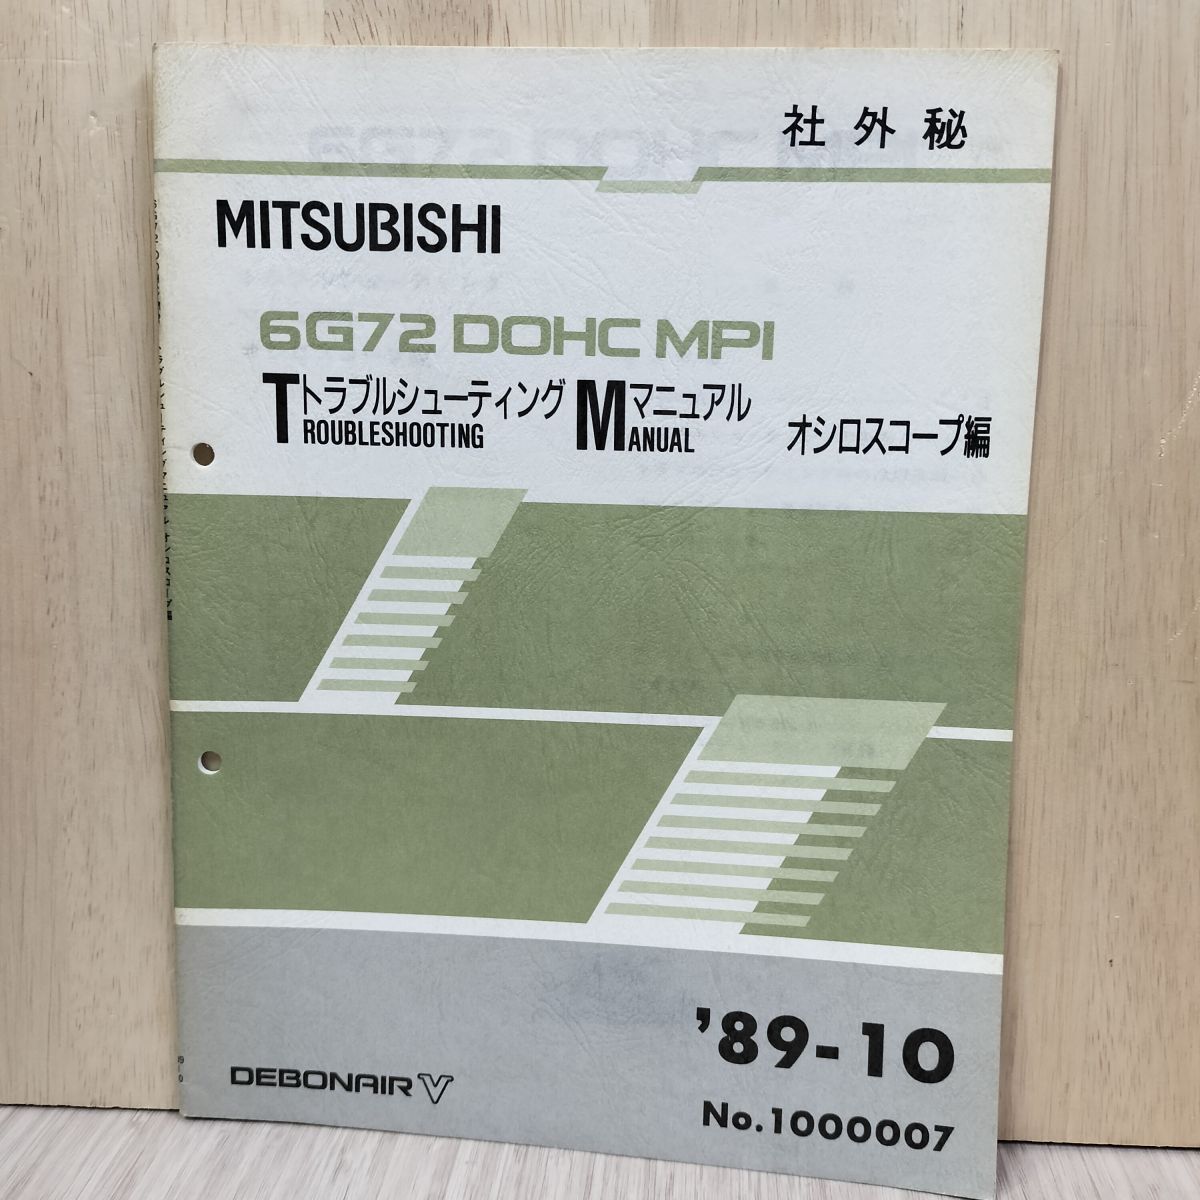 社外秘
MITSUBISHI
6G72 DOHC MPI
Tトラブルシューティング Mマニュアル オシロスコープ編
TROUBLESHOOTING MANUAL
'89-10
DEBONAIR V
No.1000007